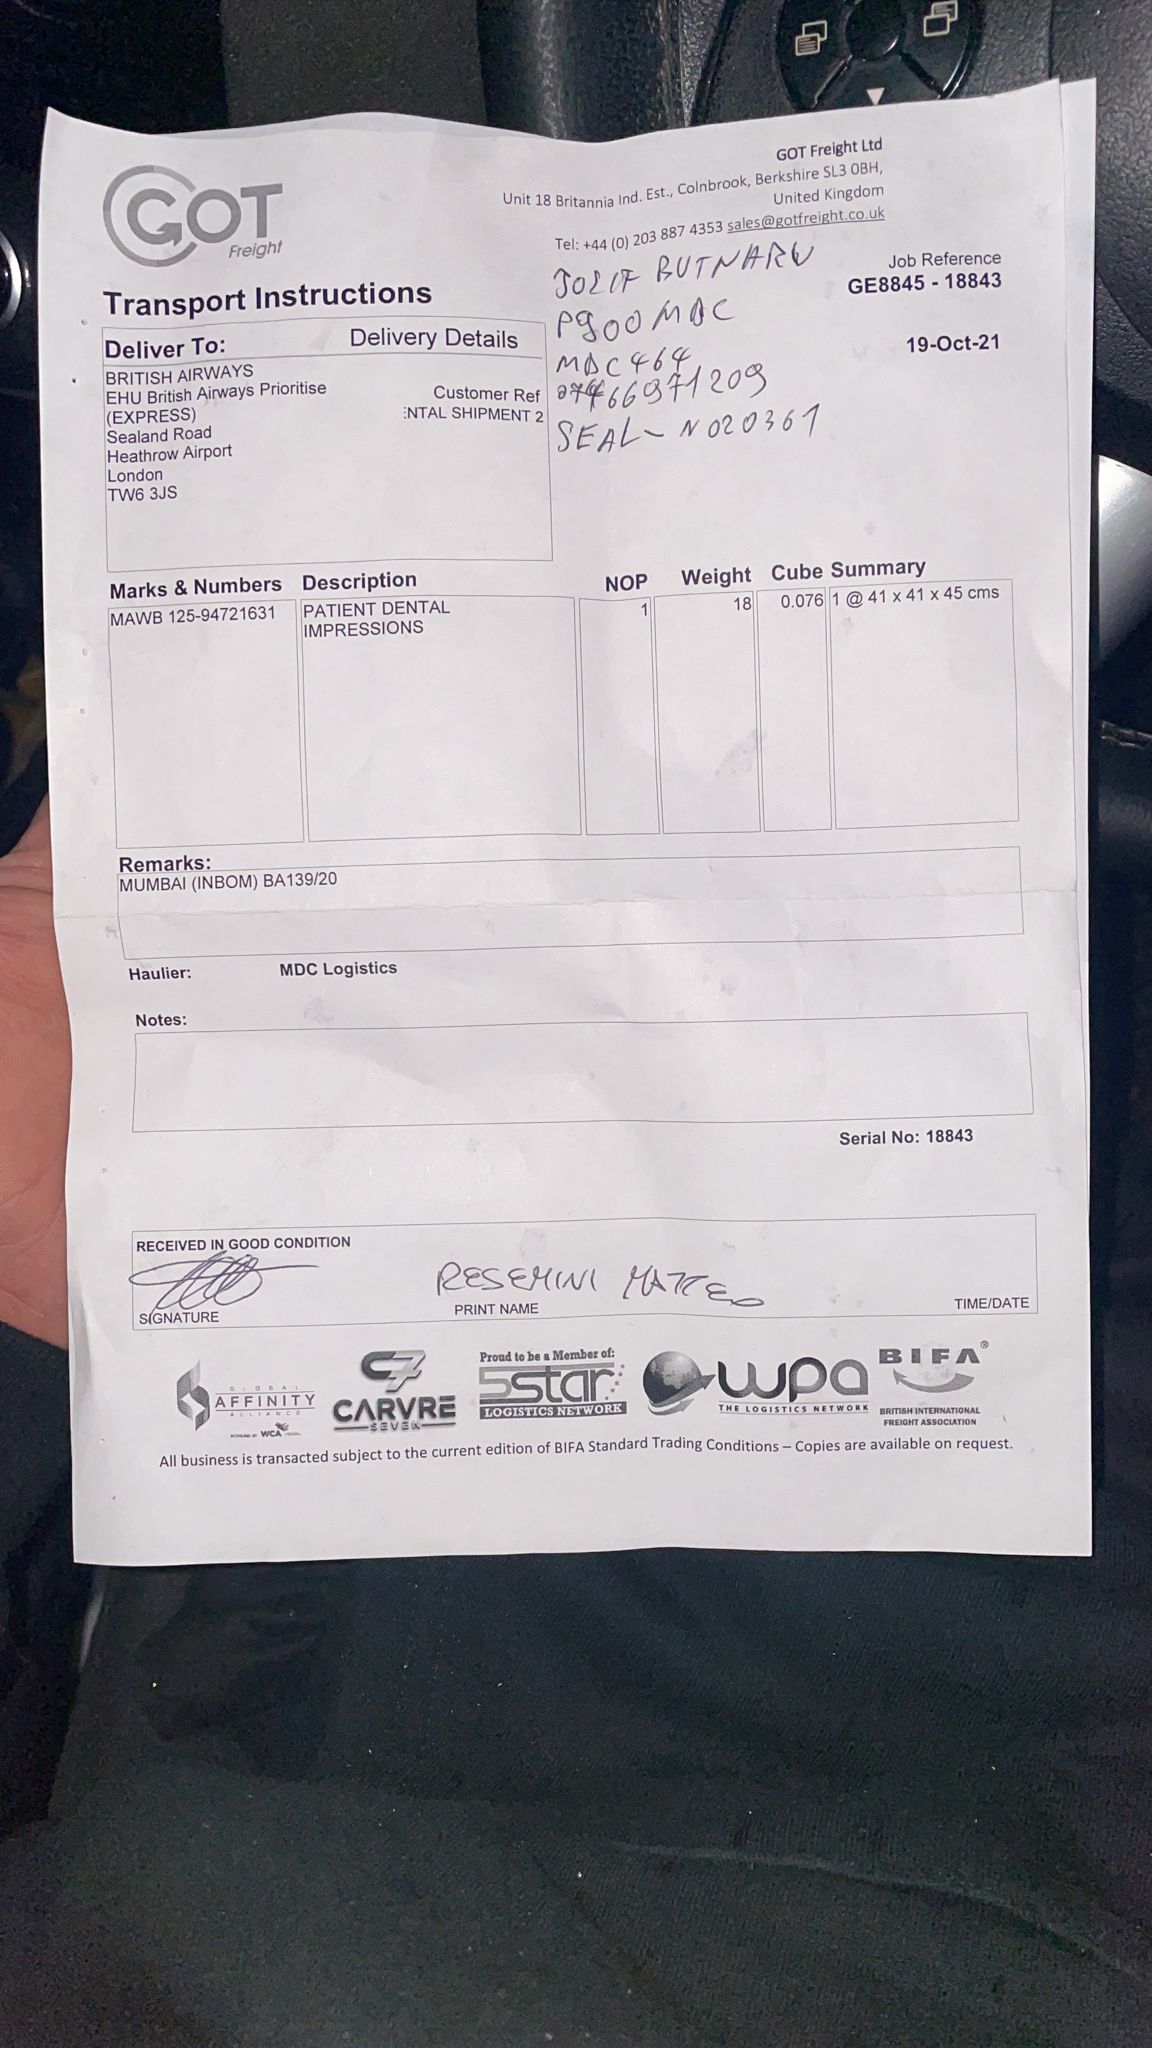 GOT
Freight
GOT Freight Ltd
Unit 18 Britannia Ind. Est., Colnbrook, Berkshire SL3 0BH,
United Kingdom
Tel: +44 (0) 203 887 4353 sales@gotfreight.co.uk
BUTNARU
P900MDC
MDC464
SEAL - N020361
Job Reference
GE8845 - 18843
19-Oct-21
Transport Instructions
Deliver To: Delivery Details
BRITISH AIRWAYS
EHU British Airways Prioritise
(EXPRESS)
Sealand Road
Heathrow Airport
London
TW6 3JS
Customer Ref
ENTAL SHIPMENT 2
Marks & Numbers Description NOP Weight Cube Summary
MAWB 125-94721631 PATIENT DENTAL 1 18 0.076 1 @ 41 x 41 x 45 cms
IMPRESSIONS
Remarks:
MUMBAI (INBOM) BA139/20
Haulier: MDC Logistics
Notes:
Serial No: 18843
RECEIVED IN GOOD CONDITION
RESEMINI MATTEO
SIGNATURE PRINT NAME TIME/DATE
GLOBAL
AFFINITY
ALLIANCE
POWERED BY WCA
C7
CARVRE
SEVEN
Proud to be a Member of:
5star
LOGISTICS NETWORK
wpa
THE LOGISTICS NETWORK
BIFA®
BRITISH INTERNATIONAL
FREIGHT ASSOCIATION
All business is transacted subject to the current edition of BIFA Standard Trading Conditions – Copies are available on request.